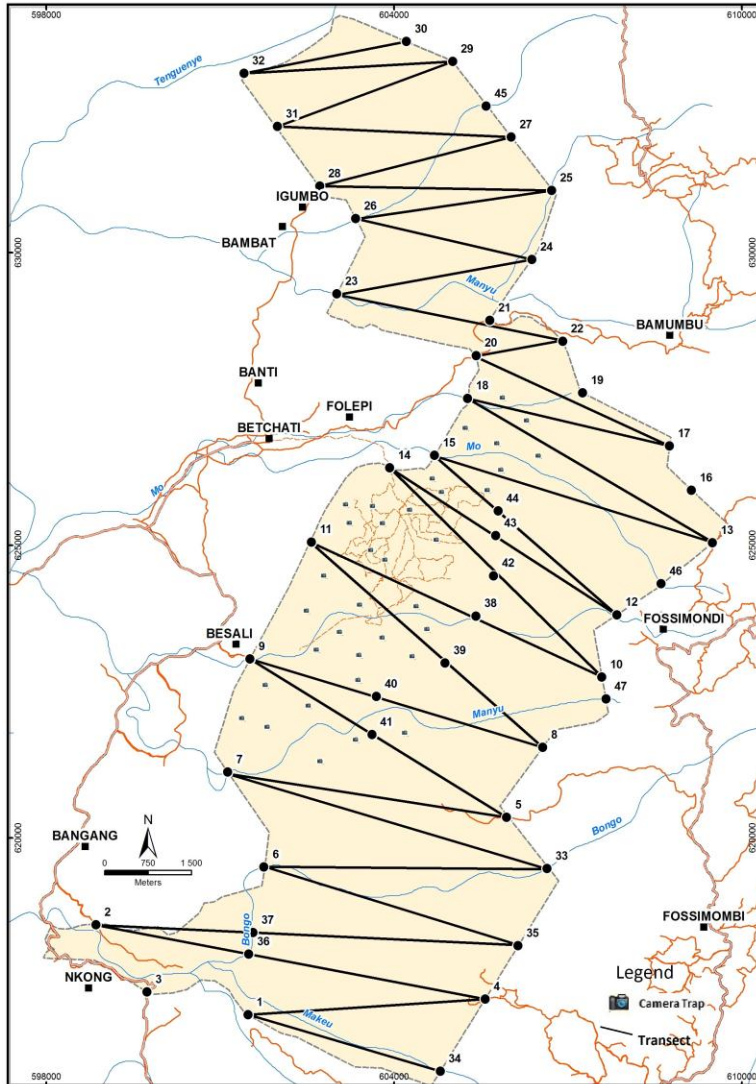 598000
604000
610000
30
32
29
Tenguenye
45
31
27
28
25
IGUMBO
26
BAMBAT
24
630000
630000
23
Manyu
21
BAMUMBU
22
20
BANTI
19
18
FOLEPI
BETCHATI
17
15
Mo
14
16
Mo
44
43
13
11
625000
625000
42
46
38
12
FOSSIMONDI
BESALI
9
39
10
40
47
Manyu
41
8
7
5
Bongo
N
BANGANG
620000
620000
6
33
0
750
1 500
Meters
2
37
Bongo
36
35
FOSSIMOMBI
NKONG
3
4
Legend
Camera Trap
1
Makeu
Transect
34
598000
604000
610000